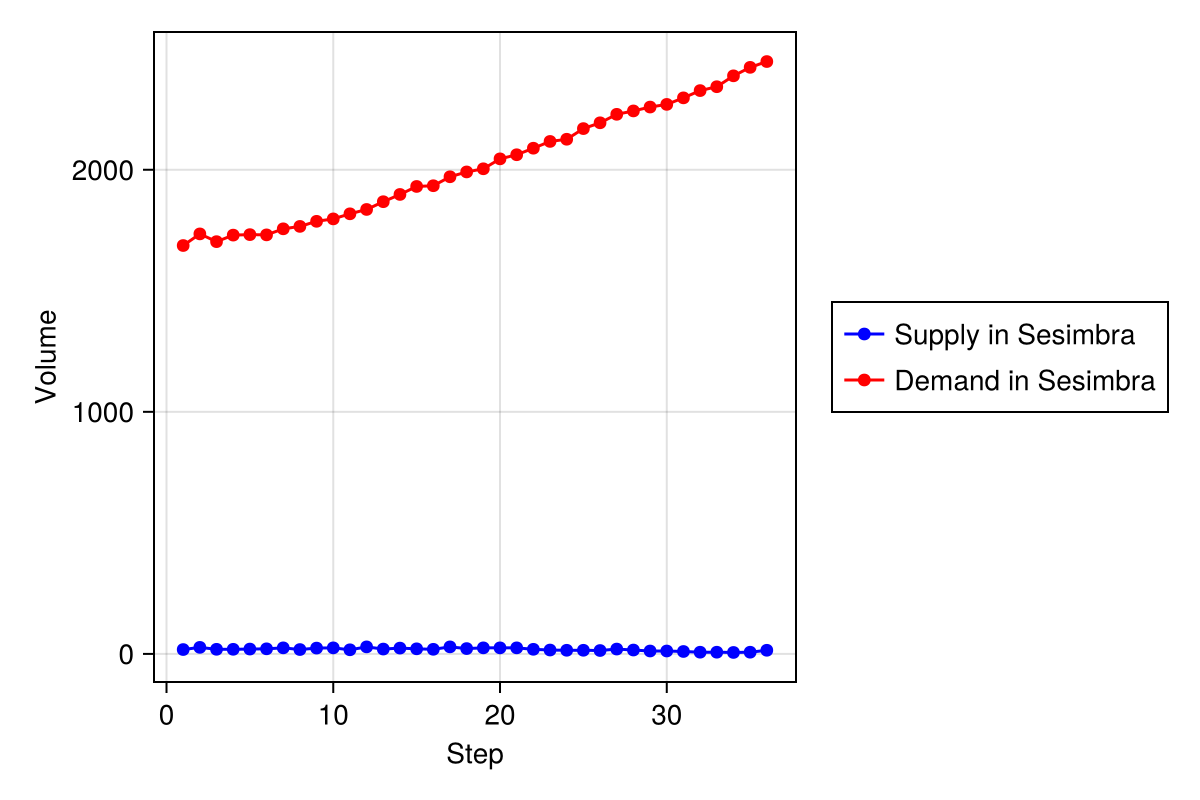 2000
1000
0
Volume
0 10 20 30
Step
Supply in Sesimbra
Demand in Sesimbra